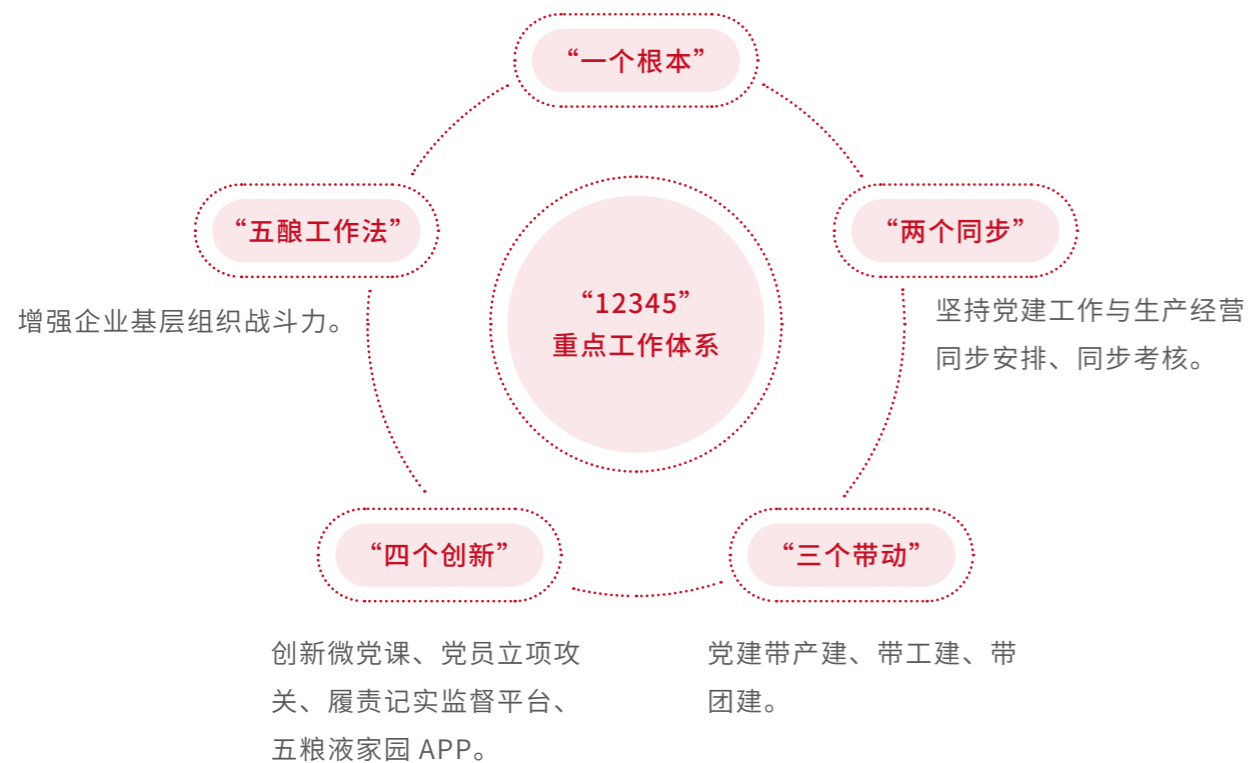 “一个根本”
“五酿工作法”
“两个同步”
增强企业基层组织战斗力。
坚持党建工作与生产经营
同步安排、同步考核。
“12345”
重点工作体系
“四个创新”
“三个带动”
创新微党课、党员立项攻
关、履责记实监督平台、
五粮液家园 APP。
党建带产建、带工建、带
团建。